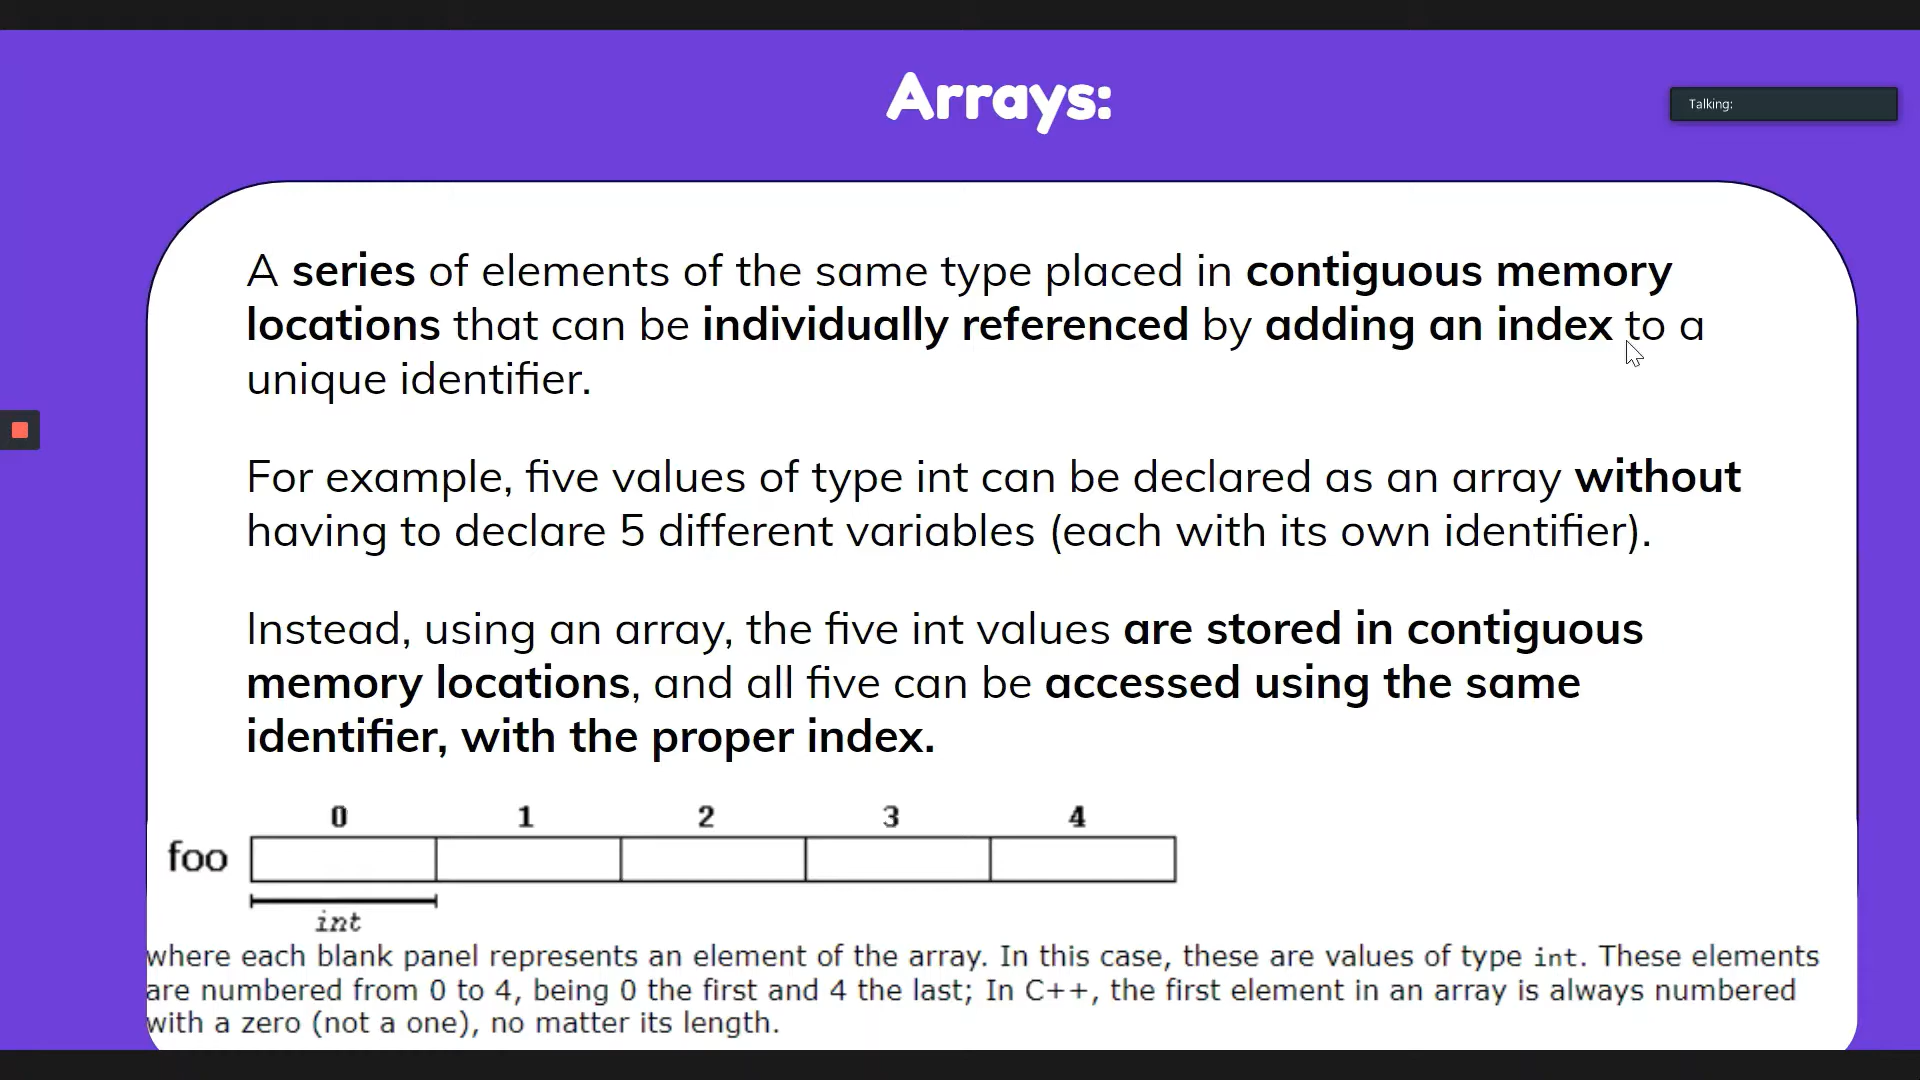 Arrays:
Talking:
A series of elements of the same type placed in contiguous memory
locations that can be individually referenced by adding an index to a
unique identifier.
For example, five values of type int can be declared as an array without
having to declare 5 different variables (each with its own identifier).
Instead, using an array, the five int values are stored in contiguous
memory locations, and all five can be accessed using the same
identifier, with the proper index.
0 1 2 3 4
foo
int
where each blank panel represents an element of the array. In this case, these are values of type int. These elements
are numbered from 0 to 4, being 0 the first and 4 the last; In C++, the first element in an array is always numbered
with a zero (not a one), no matter its length.